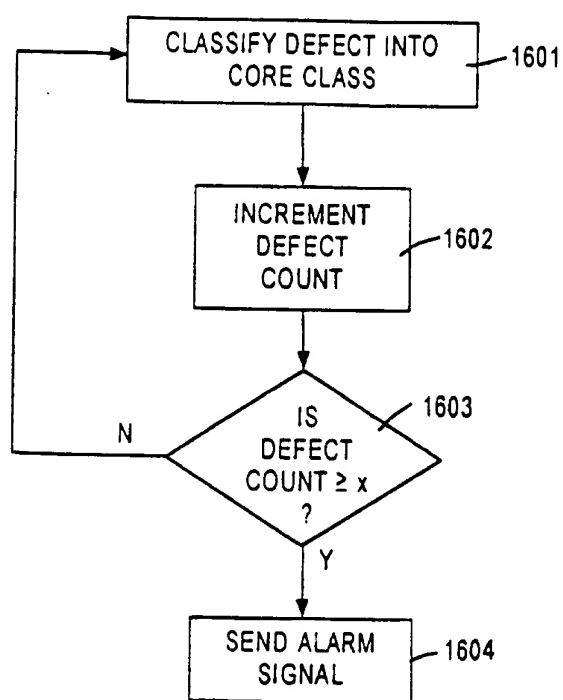 CLASSIFY DEFECT INTO
CORE CLASS
1601
INCREMENT
DEFECT
COUNT
1602
IS
DEFECT
COUNT ≥ x
?
1603
N
Y
SEND ALARM
SIGNAL
1604